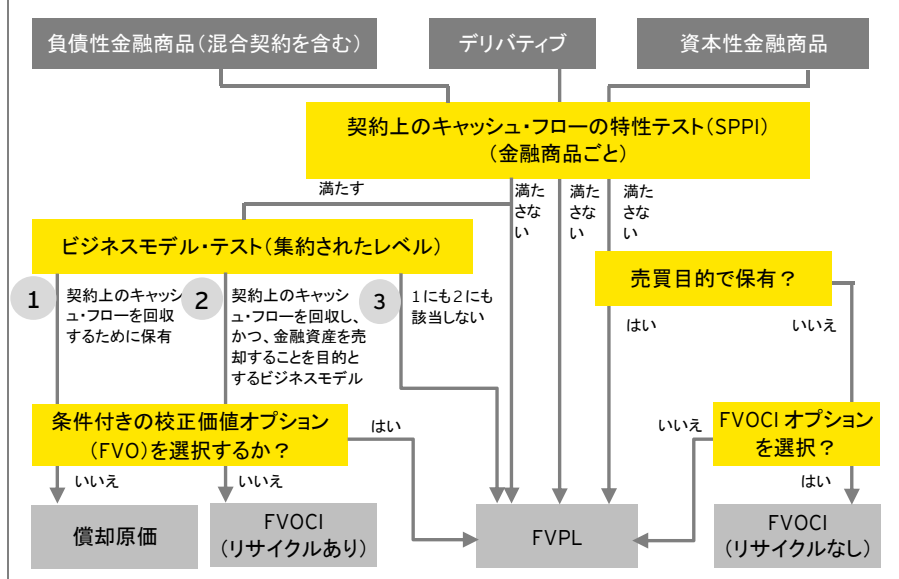 負債性金融商品(混合契約を含む)
デリバティブ
資本性金融商品
契約上のキャッシュ・フローの特性テスト(SPPI)
(金融商品ごと)
満たす
満た
さな
い
満た
さな
い
満た
さな
い
ビジネスモデル・テスト(集約されたレベル)
売買目的で保有?
1
契約上のキャッシ
ュ・フローを回収
するために保有
2
契約上のキャッシ
ュ・フローを回収し、
かつ、金融資産を売
却することを目的と
するビジネスモデル
3
1にも2にも
該当しない
はい
いいえ
条件付きの校正価値オプション
(FVO)を選択するか?
はい
いいえ
FVOCI オプション
を選択?
いいえ
いいえ
はい
償却原価
FVOCI
(リサイクルあり)
FVPL
FVOCI
(リサイクルなし)